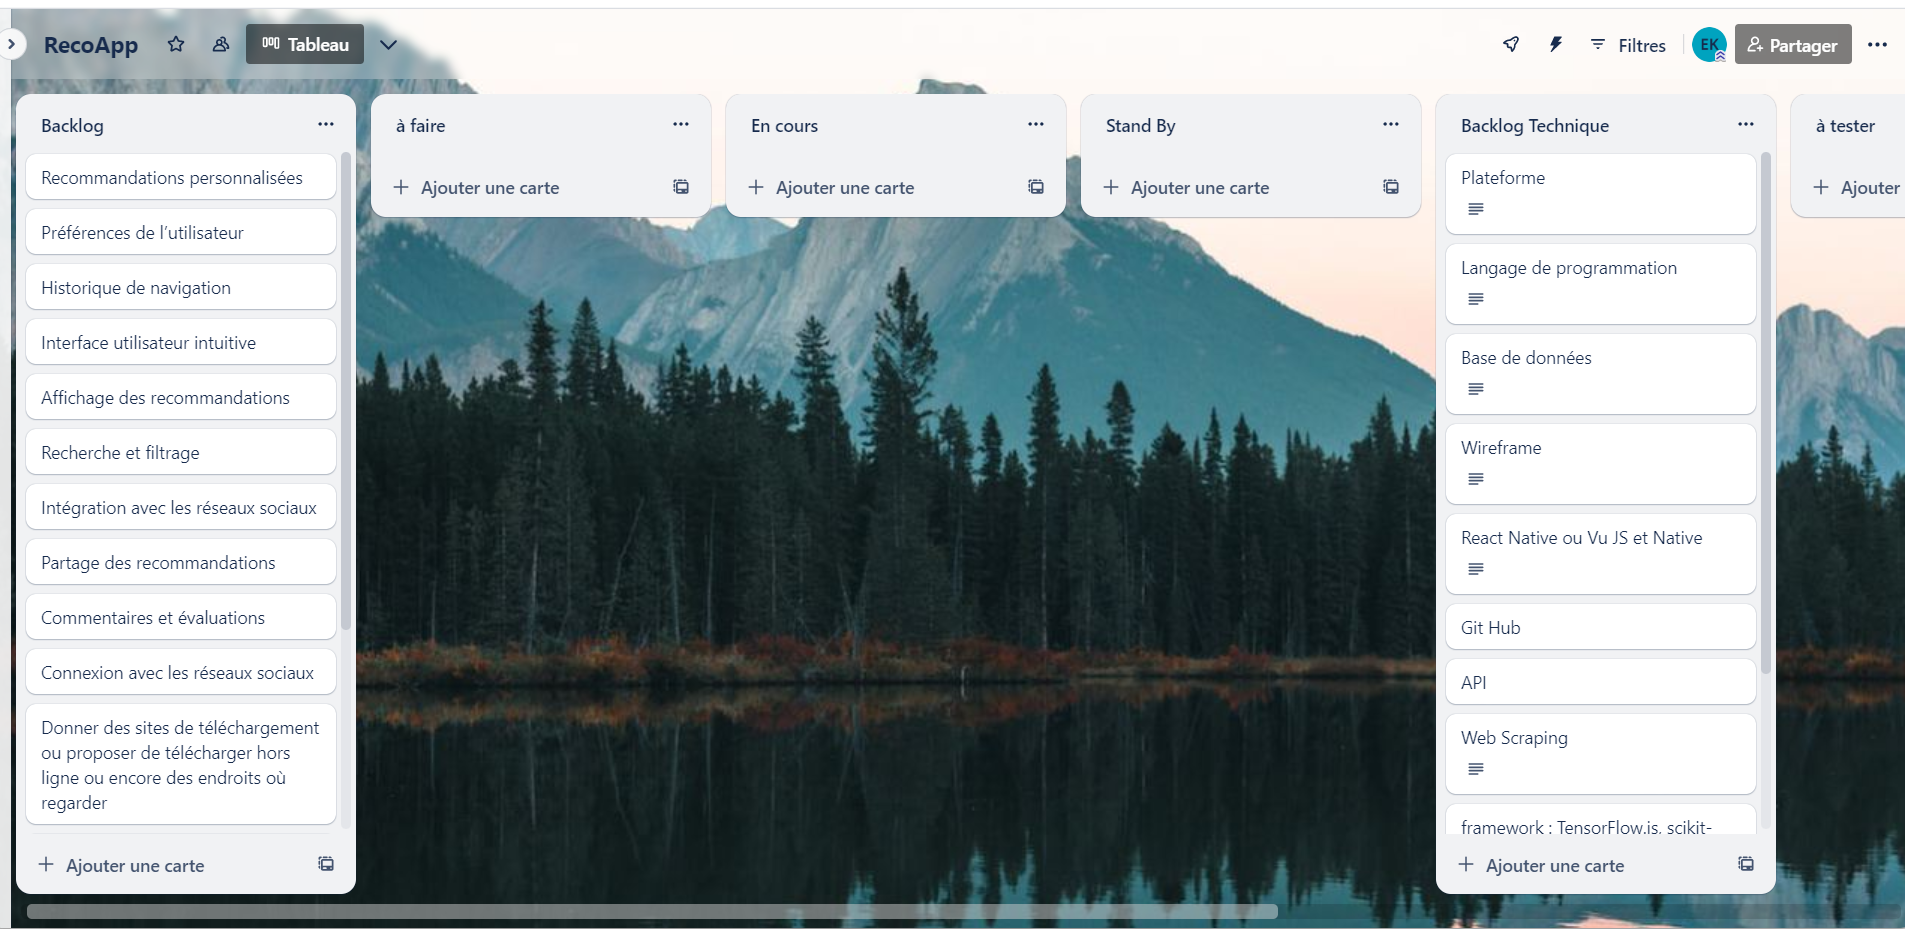 RecoApp
Tableau
Filtres
EK
Partager
Backlog
Recommandations personnalisées
Préférences de l'utilisateur
Historique de navigation
Interface utilisateur intuitive
Affichage des recommandations
Recherche et filtrage
Intégration avec les réseaux sociaux
Partage des recommandations
Commentaires et évaluations
Connexion avec les réseaux sociaux
Donner des sites de téléchargement
ou proposer de télécharger hors
ligne ou encore des endroits où
regarder
Ajouter une carte
à faire
Ajouter une carte
En cours
Ajouter une carte
Stand By
Ajouter une carte
Backlog Technique
Plateforme
Langage de programmation
Base de données
Wireframe
React Native ou Vu JS et Native
Git Hub
API
Web Scraping
framework : TensorFlow.js, scikit-
Ajouter une carte
à tester
Ajouter